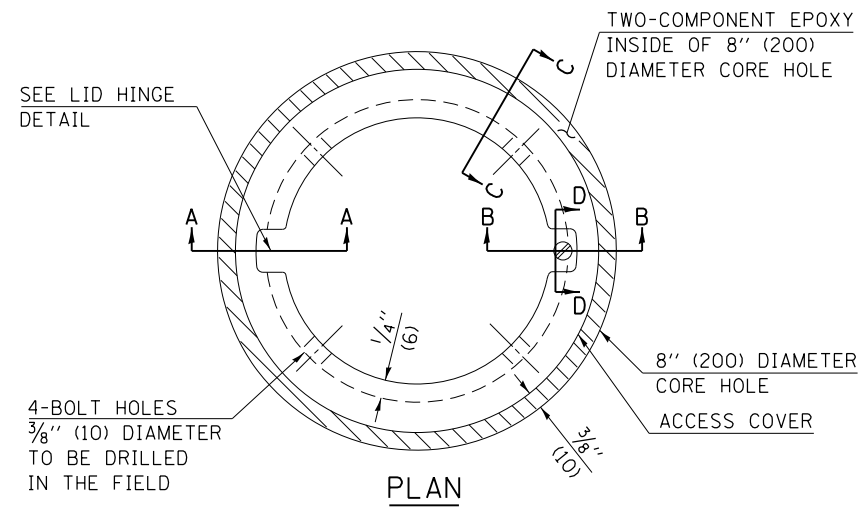 TWO-COMPONENT EPOXY
INSIDE OF 8" (200)
DIAMETER CORE HOLE
SEE LID HINGE
DETAIL
C
C
A
A
B
B
D
D
1/4"
(6)
8" (200) DIAMETER
CORE HOLE
ACCESS COVER
4-BOLT HOLES
3/8" (10) DIAMETER
TO BE DRILLED
IN THE FIELD
3/8"
(10)
PLAN